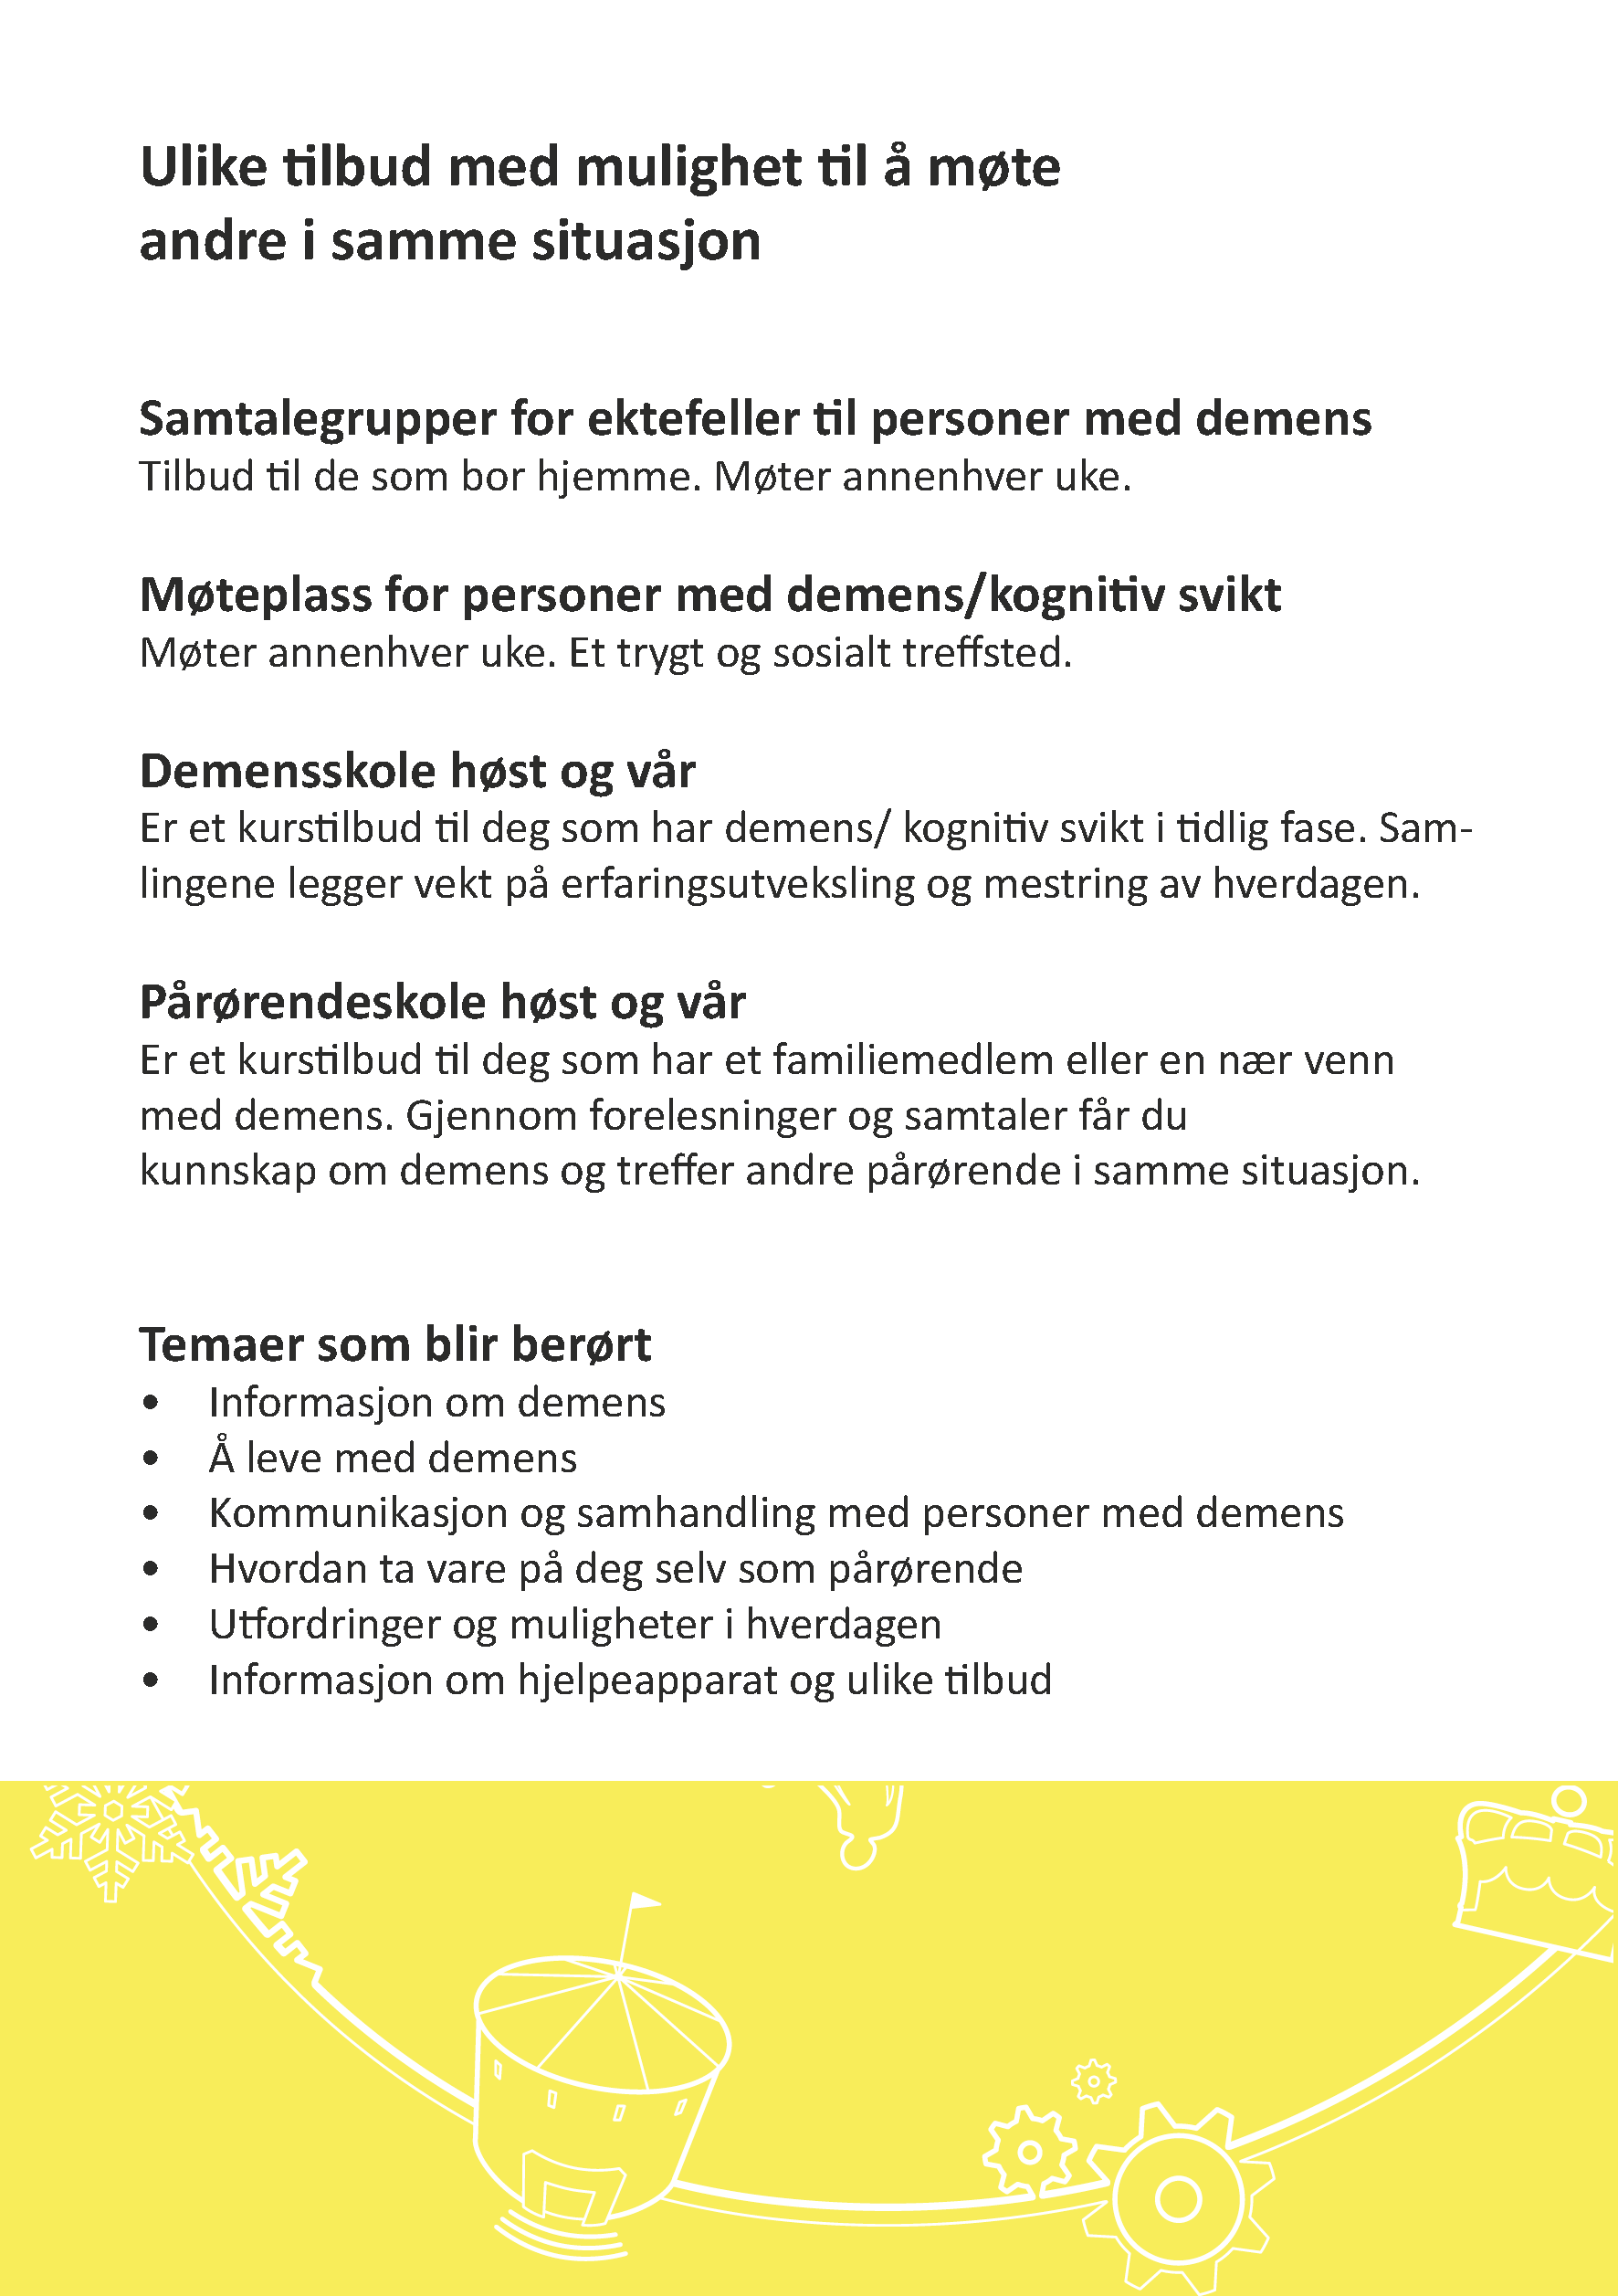 Ulike tilbud med mulighet til å møte
andre i samme situasjon
Samtalegrupper for ektefeller til personer med demens
Tilbud til de som bor hjemme. Møter annenhver uke.
Møteplass for personer med demens/kognitiv svikt
Møter annenhver uke. Et trygt og sosialt treffsted.
Demensskole høst og vår
Er et kurstilbud til deg som har demens/ kognitiv svikt i tidlig fase. Sam-
lingene legger vekt på erfaringsutveksling og mestring av hverdagen.
Pårørendeskole høst og vår
Er et kurstilbud til deg som har et familiemedlem eller en nær venn
med demens. Gjennom forelesninger og samtaler får du
kunnskap om demens og treffer andre pårørende i samme situasjon.
Temaer som blir berørt
• Informasjon om demens
• Å leve med demens
• Kommunikasjon og samhandling med personer med demens
• Hvordan ta vare på deg selv som pårørende
• Utfordringer og muligheter i hverdagen
• Informasjon om hjelpeapparat og ulike tilbud